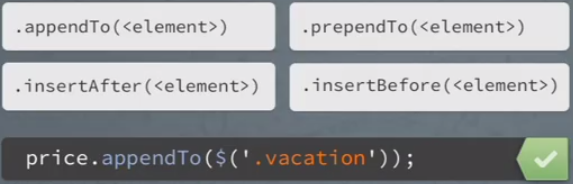 .appendTo(<element>)
.prependTo(<element>)
.insertAfter(<element>)
.insertBefore(<element>)
price.appendTo($('.vacation'));